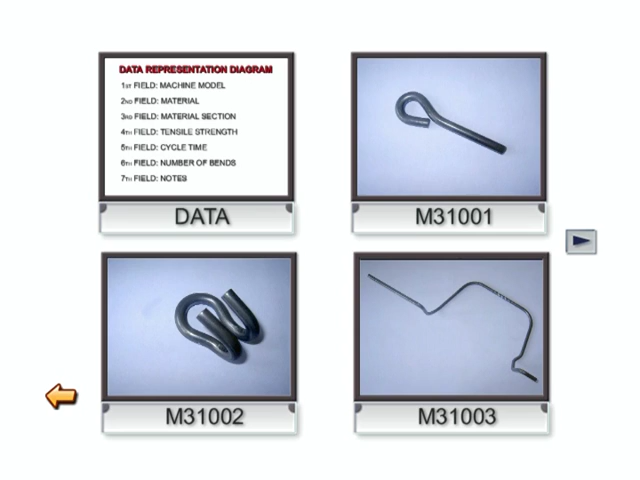 DATA REPRESENTATION DIAGRAM
1ST FIELD: MACHINE MODEL
2ND FIELD: MATERIAL
3RD FIELD: MATERIAL SECTION
4TH FIELD: TENSILE STRENGTH
5TH FIELD: CYCLE TIME
6TH FIELD: NUMBER OF BENDS
7TH FIELD: NOTES
DATA
M31001
M31002
M31003